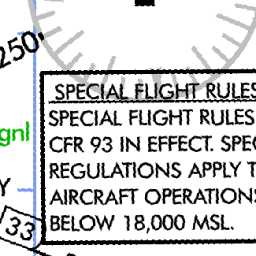 250
SPECIAL FLIGHT RULES
SPECIAL FLIGHT RULES
CFR 93 IN EFFECT.
REGULATIONS APPLY
AIRCRAFT OPERATIONS
BELOW 18,000 MSL.
gnl
Y
33